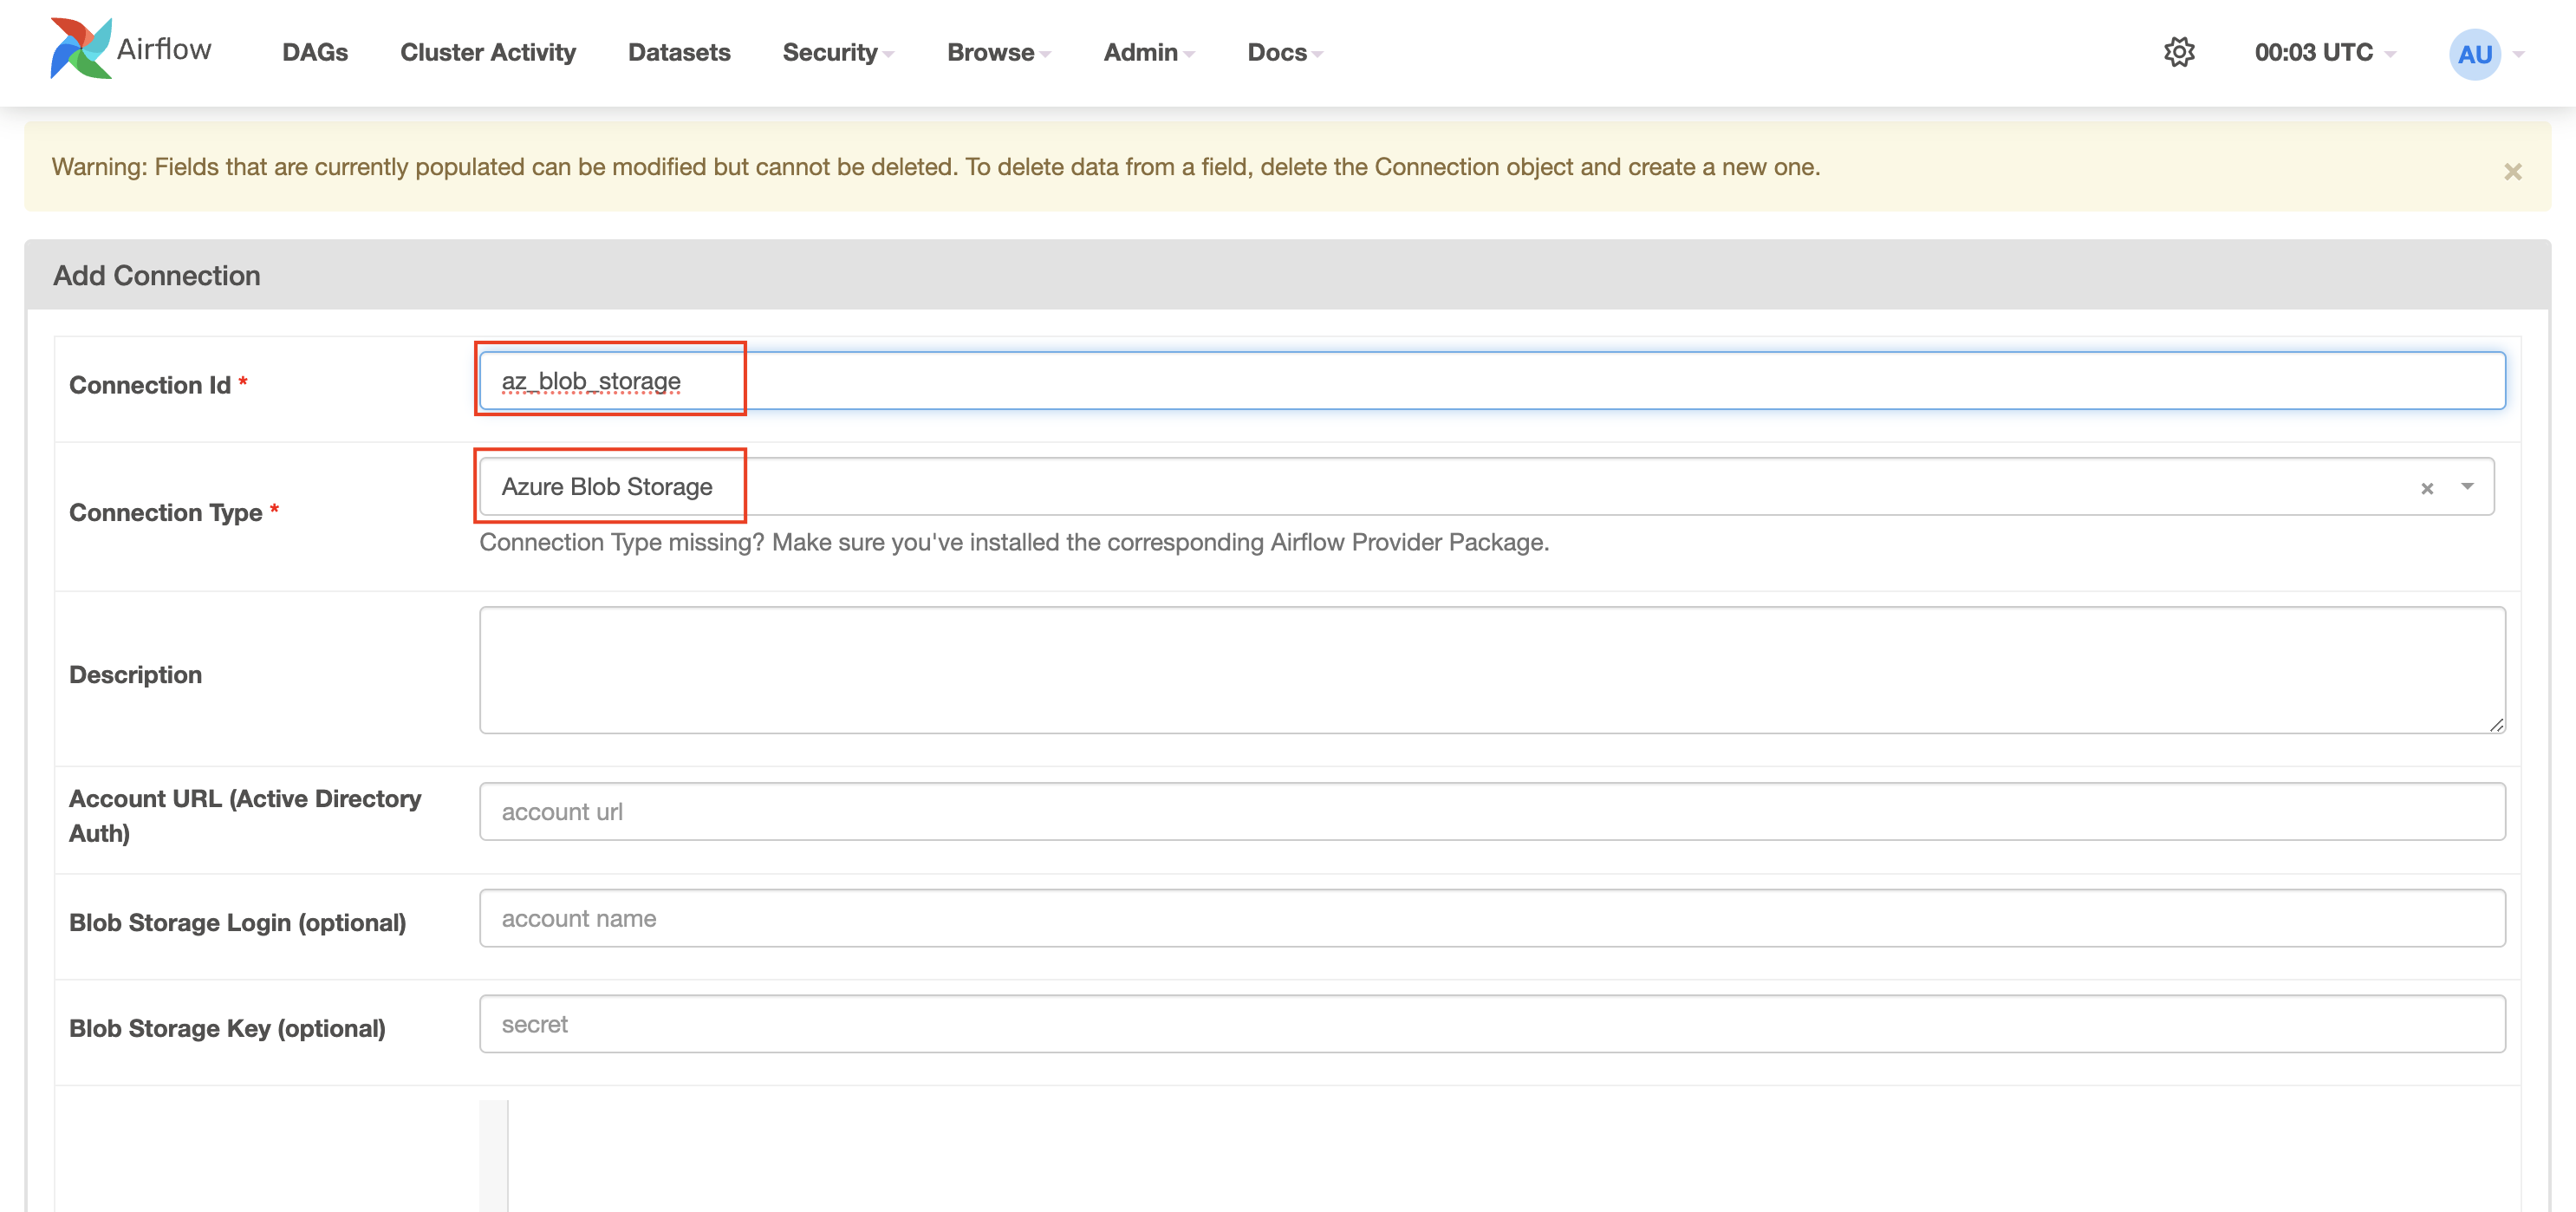 Airflow DAGs Cluster Activity Datasets Security Browse Admin Docs 00:03 UTC AU
Warning: Fields that are currently populated can be modified but cannot be deleted. To delete data from a field, delete the Connection object and create a new one. ×
Add Connection
Connection Id * az_blob_storage
Connection Type * Azure Blob Storage ×
Connection Type missing? Make sure you've installed the corresponding Airflow Provider Package.
Description
Account URL (Active Directory
Auth)
account url
Blob Storage Login (optional) account name
Blob Storage Key (optional) secret